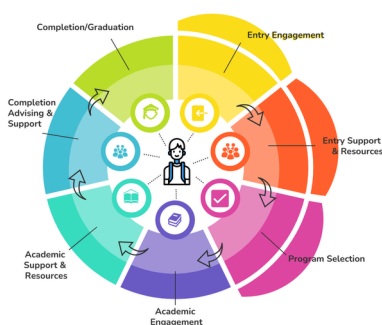 Completion/Graduation
Entry Engagement
Entry Support
& Resources
Program Selection
Academic
Engagement
Academic
Support &
Resources
Completion
Advising &
Support